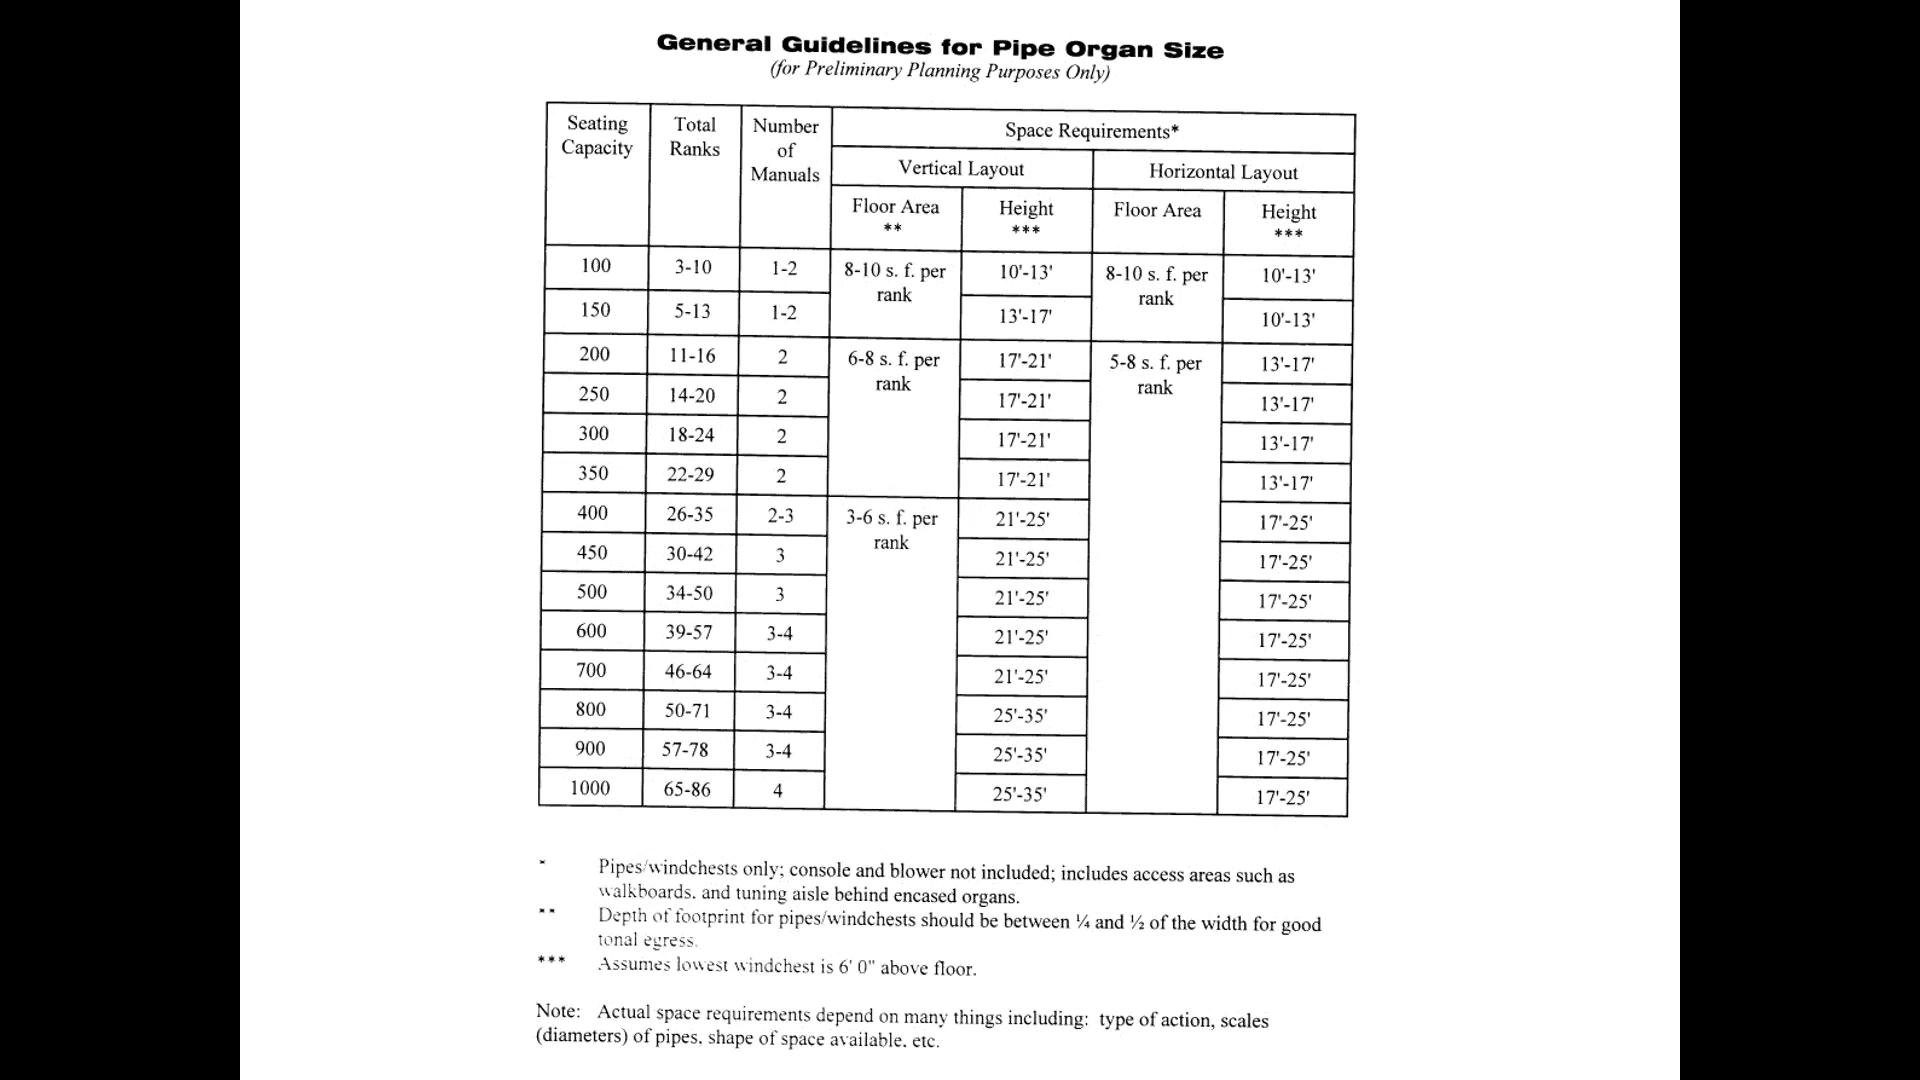 General Guidelines for Pipe Organ Size
(for Preliminary Planning Purposes Only)
Seating Capacity Total Ranks Number of Manuals Space Requirements*
Vertical Layout Horizontal Layout
Floor Area ** Height *** Floor Area Height ***
100 3-10 1-2 8-10 s. f. per rank 10'-13' 8-10 s. f. per rank 10'-13'
150 5-13 1-2 13'-17' 10'-13'
200 11-16 2 6-8 s. f. per rank 17'-21' 5-8 s. f. per rank 13'-17'
250 14-20 2 17'-21' 13'-17'
300 18-24 2 17'-21' 13'-17'
350 22-29 2 17'-21' 13'-17'
400 26-35 2-3 3-6 s. f. per rank 21'-25' 17'-25'
450 30-42 3 21'-25' 17'-25'
500 34-50 3 21'-25' 17'-25'
600 39-57 3-4 21'-25' 17'-25'
700 46-64 3-4 21'-25' 17'-25'
800 50-71 3-4 25'-35' 17'-25'
900 57-78 3-4 25'-35' 17'-25'
1000 65-86 4 25'-35' 17'-25'
* Pipes/windchests only; console and blower not included; includes access areas such as
walkboards, and tuning aisle behind encased organs.
** Depth of footprint for pipes/windchests should be between ¼ and ½ of the width for good
tonal egress.
*** Assumes lowest windchest is 6' 0" above floor.
Note: Actual space requirements depend on many things including: type of action, scales
(diameters) of pipes, shape of space available, etc.